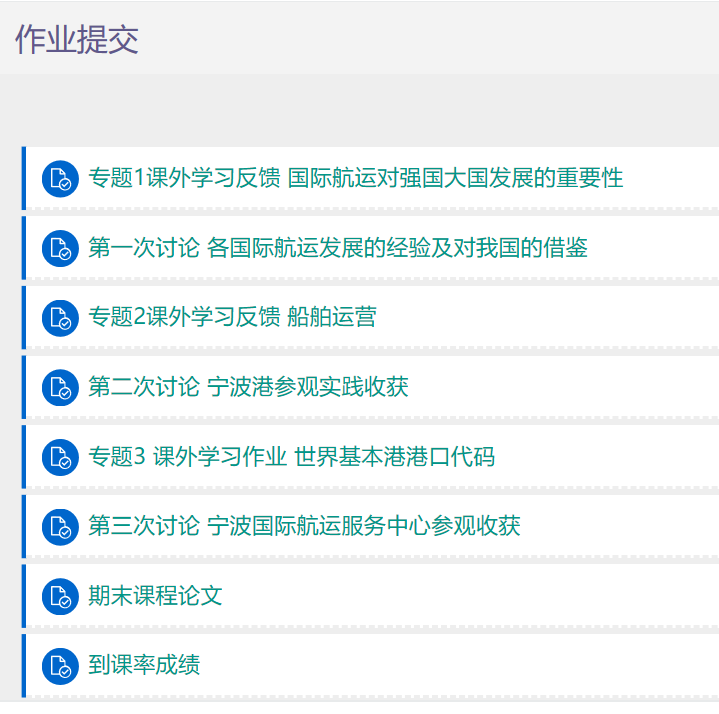 作业提交
专题1课外学习反馈 国际航运对强国大国发展的重要性
第一次讨论 各国际航运发展的经验及对我国的借鉴
专题2课外学习反馈 船舶运营
第二次讨论 宁波港参观实践收获
专题3 课外学习作业 世界基本港港口代码
第三次讨论 宁波国际航运服务中心参观收获
期末课程论文
到课率成绩